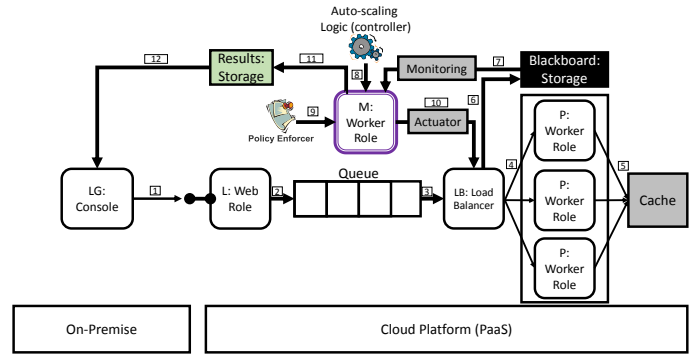 Auto-scaling
Logic (controller)
12
Results:
Storage
11
8
Monitoring
7
Blackboard:
Storage
9
Policy Enforcer
M:
Worker
Role
10
Actuator
6
P:
Worker
Role
LG:
Console
1
L: Web
Role
2
Queue
3
LB: Load
Balancer
4
P:
Worker
Role
5
Cache
P:
Worker
Role
On-Premise
Cloud Platform (PaaS)